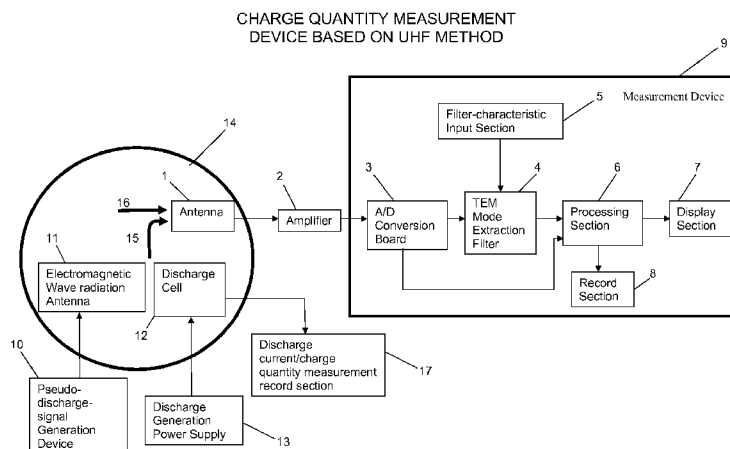 CHARGE QUANTITY MEASUREMENT
DEVICE BASED ON UHF METHOD
9
5
Measurement Device
Filter-characteristic
Input Section
14
1
2
3
4
6
7
16
Antenna
Amplifier
A/D
Conversion
Board
TEM
Mode
Extraction
Filter
Processing
Section
Display
Section
15
11
Electromagnetic
Wave radiation
Antenna
Discharge
Cell
12
Record
Section
8
10
Pseudo-
discharge-
signal
Generation
Device
Discharge
Generation
Power Supply
13
Discharge
current/charge
quantity measurement
record section
17